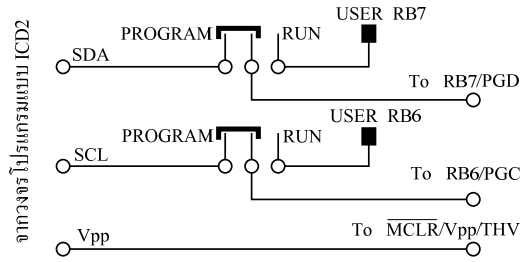 USER RB7
PROGRAM RUN
SDA
To RB7/PGD
USER RB6
PROGRAM RUN
SCL
To RB6/PGC
Vpp
To MCLR/Vpp/THV
จากวงจรโปรแกรมแบบ ICD2